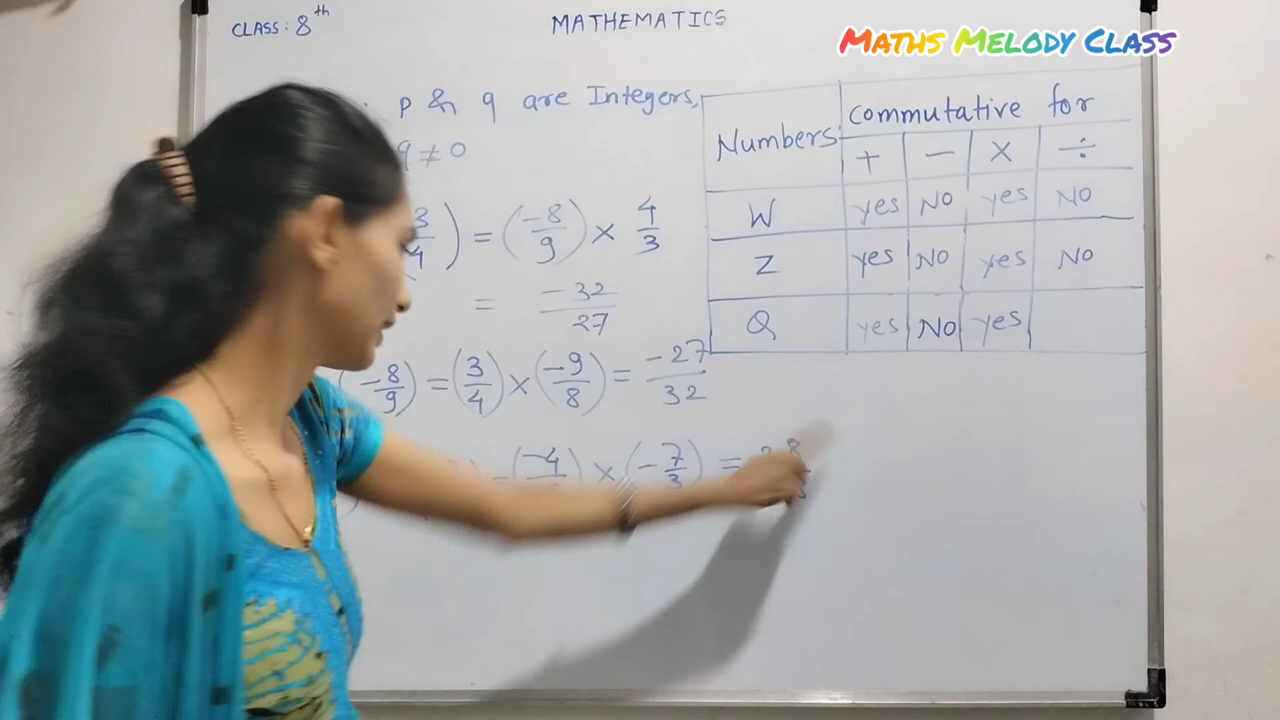 CLASS: 8th
MATHEMATICS
MATHS MELODY CLASS
p & q are Integers,
q ≠ 0
3/4) = (-8/9) × 4/3
= -32/27
(-8/9) = (3/4) × (-9/8) = -27/32
= (-4 × (-7/3) =
Numbers commutative for
+ − × ÷
W yes NO yes NO
Z yes NO yes NO
Q yes NO yes